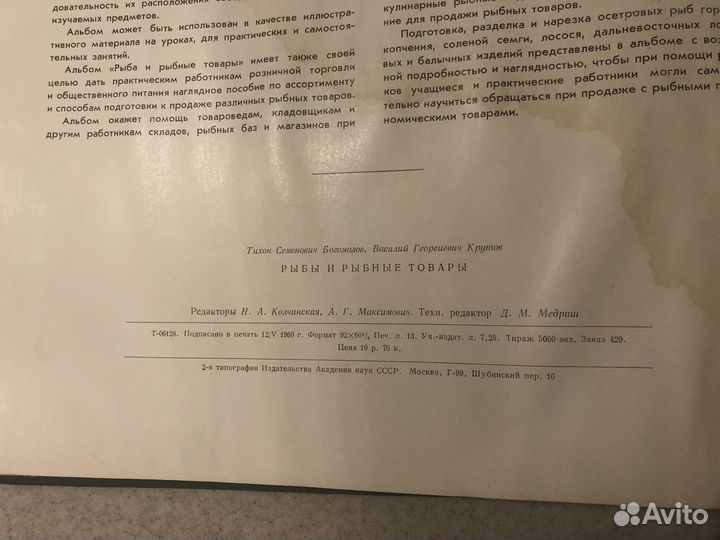 изучаемых предметов.
Альбом может быть использован в качестве иллюстра-
тивного материала на уроках, для практических и самостоя-
тельных занятий.
Альбом «Рыба и рыбные товары» имеет также своей
целью дать практическим работникам розничной торговли
и общественного питания наглядное пособие по ассортименту
и способам подготовки к продаже различных рыбных товаров.
Альбом окажет помощь товароведам, кладовщикам и
другим работникам складов, рыбных баз и магазинов при
кулинарные рыбные
ние для продажи рыбных товаров.
Подготовка, разделка и нарезка осетровых рыб гор
копчения, соленой семги, лосося, дальневосточных ло
и балычных изделий представлены в альбоме с воз
ной подробностью и наглядностью, чтобы при помощи р
ков учащиеся и практические работники могли сам
тельно научиться обращаться при продаже с рыбными г
номическими товарами.
Тихон Семенович Богомолов, Василий Георгиевич Крутов
РЫБЫ И РЫБНЫЕ ТОВАРЫ
Редакторы Н. А. Колчинская, А. Г. Максимович. Техн. редактор Д. М. Медриш
Т-06128. Подписано в печать 12/V 1960 г. Формат 92×60¹/₄ Печ. л. 13. Уч.-издат. л. 7,25. Тираж 5000 экз. Заказ 429.
Цена 19 р. 70 к.
2-я типография Издательства Академии наук СССР. Москва, Г-99, Шубинский пер. 10
Avito